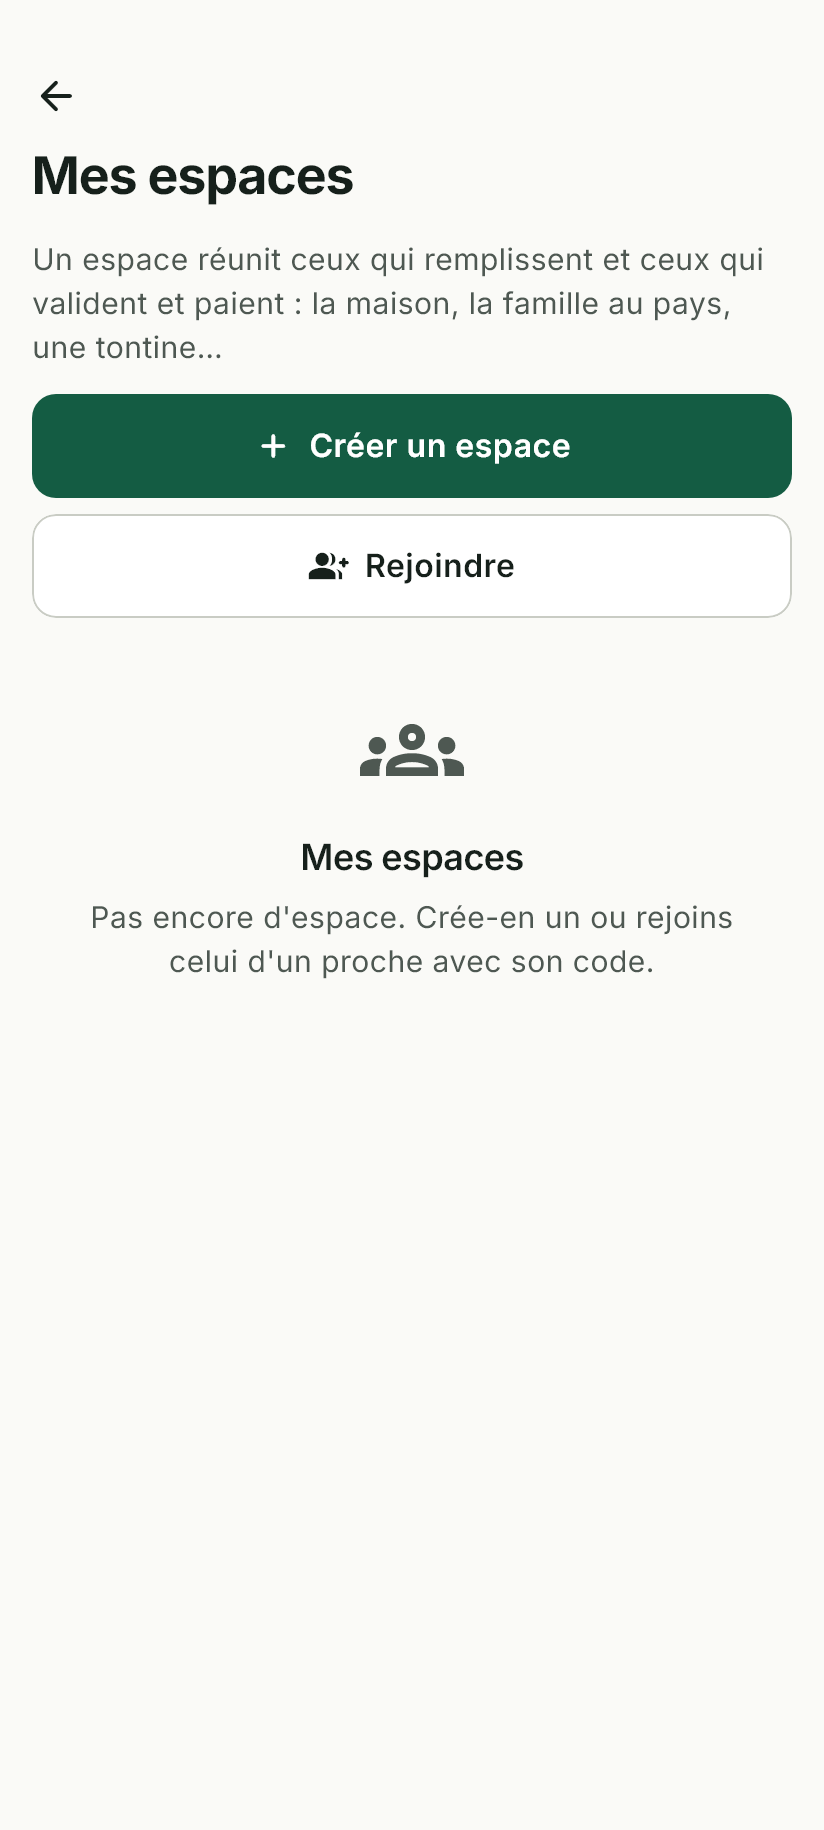 Mes espaces
Un espace réunit ceux qui remplissent et ceux qui
valident et paient : la maison, la famille au pays,
une tontine…
Créer un espace
Rejoindre
Mes espaces
Pas encore d'espace. Crée-en un ou rejoins
celui d'un proche avec son code.